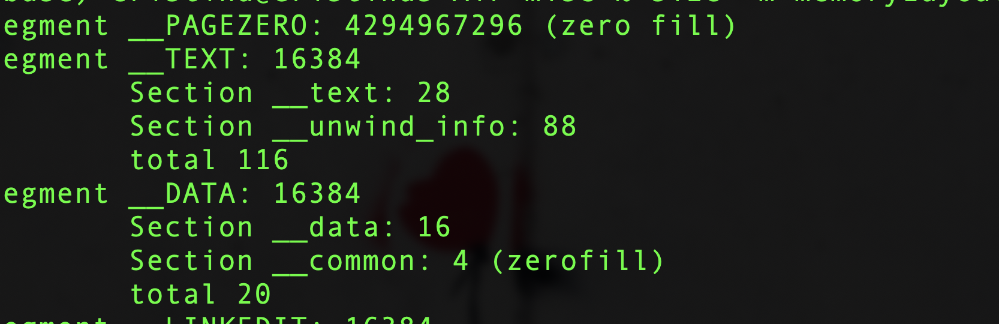 egment __PAGEZERO: 4294967296 (zero fill)
egment __TEXT: 16384
Section __text: 28
Section __unwind_info: 88
total 116
egment __DATA: 16384
Section __data: 16
Section __common: 4 (zerofill)
total 20
egment __LINKEDIT: 16384